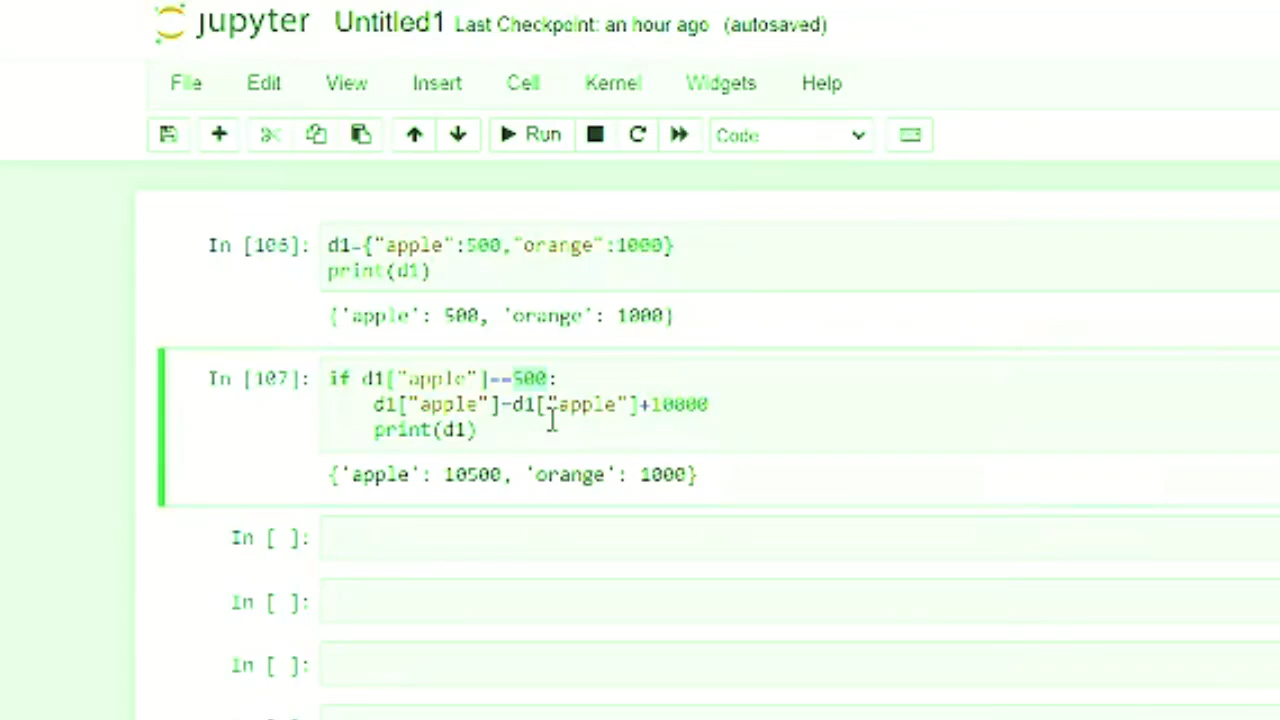 jupyter Untitled1 Last Checkpoint: an hour ago (autosaved)
File Edit View Insert Cell Kernel Widgets Help
Run Code
In [106]: d1={"apple":500,"orange":1000}
print(d1)
{'apple': 500, 'orange': 1000}
In [107]: if d1["apple"]==500:
d1["apple"]=d1["apple"]+10000
print(d1)
{'apple': 10500, 'orange': 1000}
In [ ]:
In [ ]:
In [ ]: